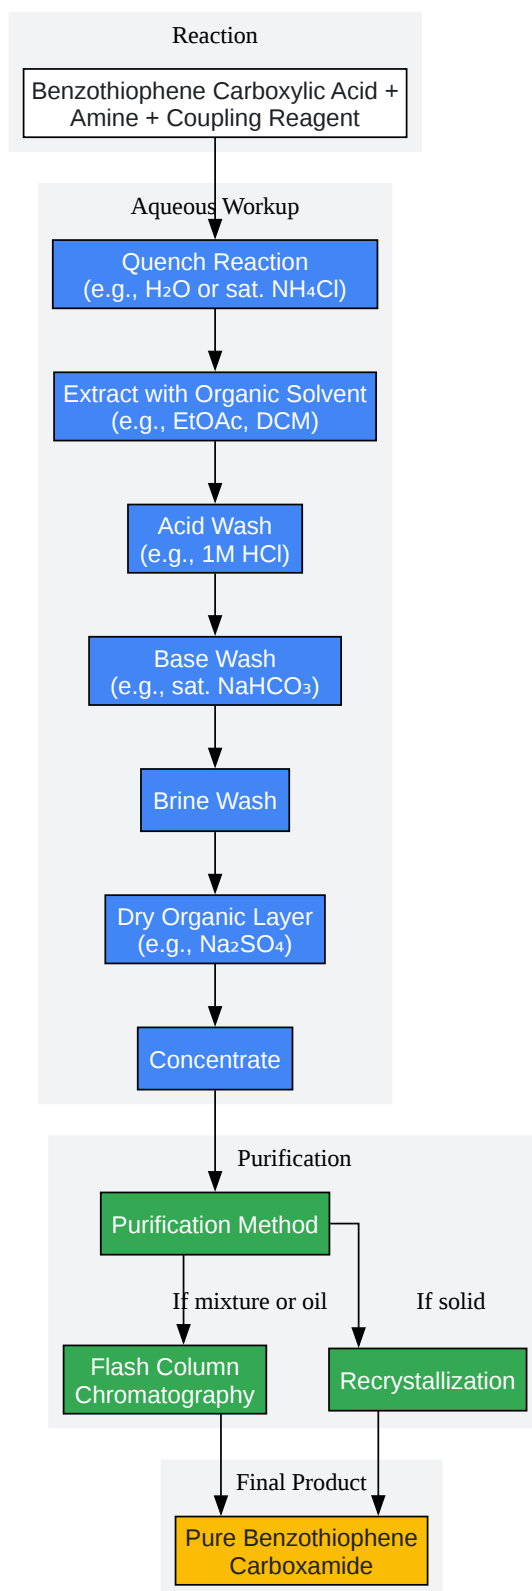 Reaction
Benzothiophene Carboxylic Acid +
Amine + Coupling Reagent
Aqueous Workup
Quench Reaction
(e.g., H₂O or sat. NH₄Cl)
Extract with Organic Solvent
(e.g., EtOAc, DCM)
Acid Wash
(e.g., 1M HCl)
Base Wash
(e.g., sat. NaHCO₃)
Brine Wash
Dry Organic Layer
(e.g., Na₂SO₄)
Concentrate
Purification
Purification Method
If mixture or oil
If solid
Flash Column
Chromatography
Recrystallization
Final Product
Pure Benzothiophene
Carboxamide